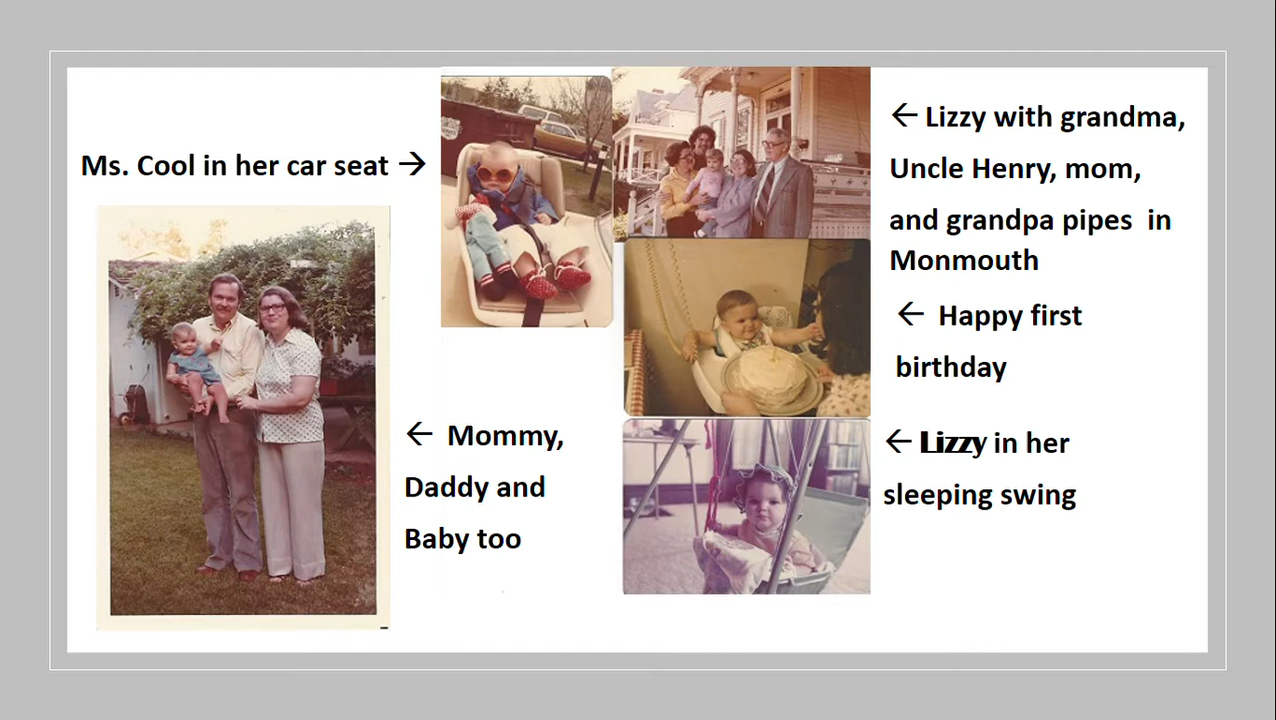 Ms. Cool in her car seat →
← Lizzy with grandma,
Uncle Henry, mom,
and grandpa pipes in
Monmouth
← Happy first
birthday
← Mommy,
Daddy and
Baby too
← Lizzy in her
sleeping swing